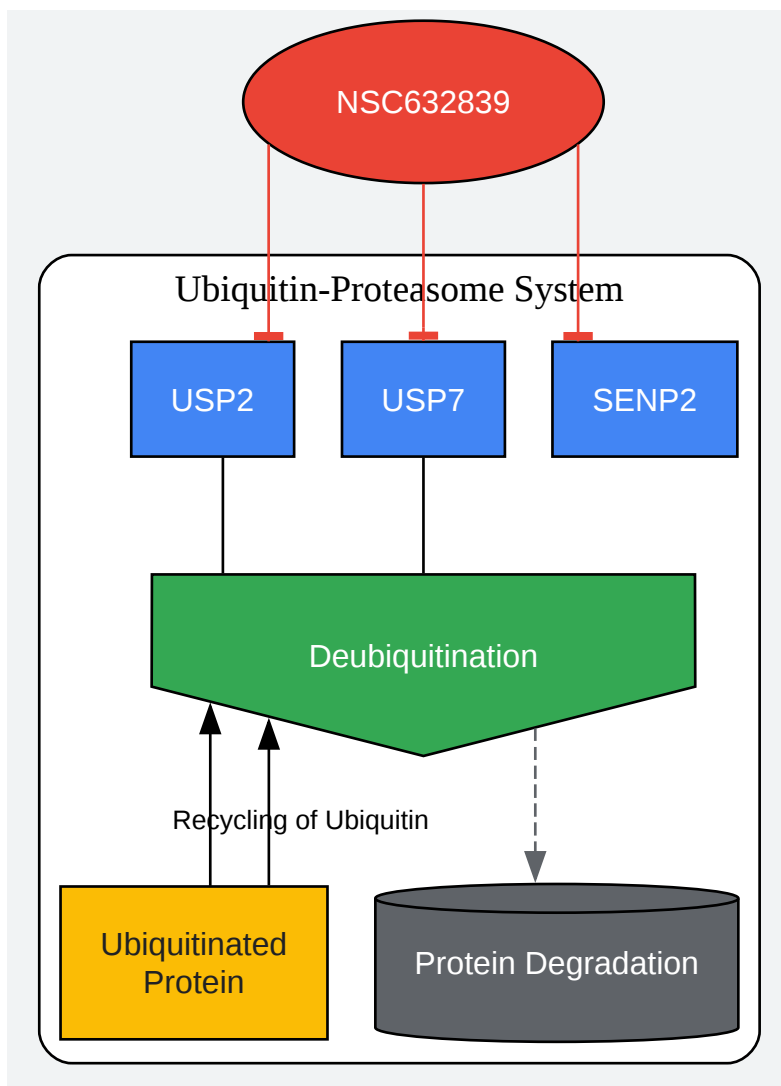 NSC632839
Ubiquitin-Proteasome System
USP2
USP7
SENP2
Deubiquitination
Recycling of Ubiquitin
Ubiquitinated
Protein
Protein Degradation